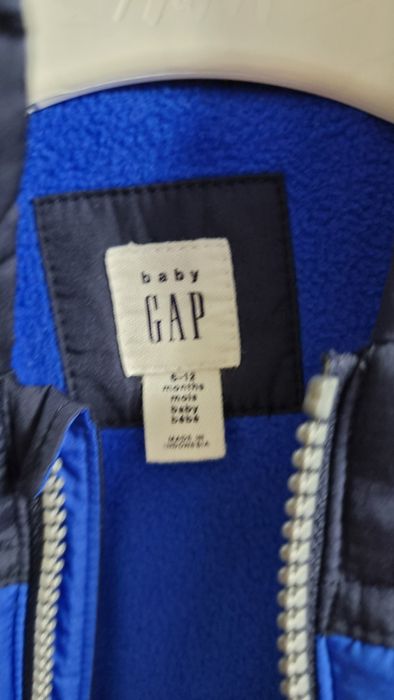 baby
GAP
6-12
months
mois
baby
bébé
MADE IN
INDONESIA